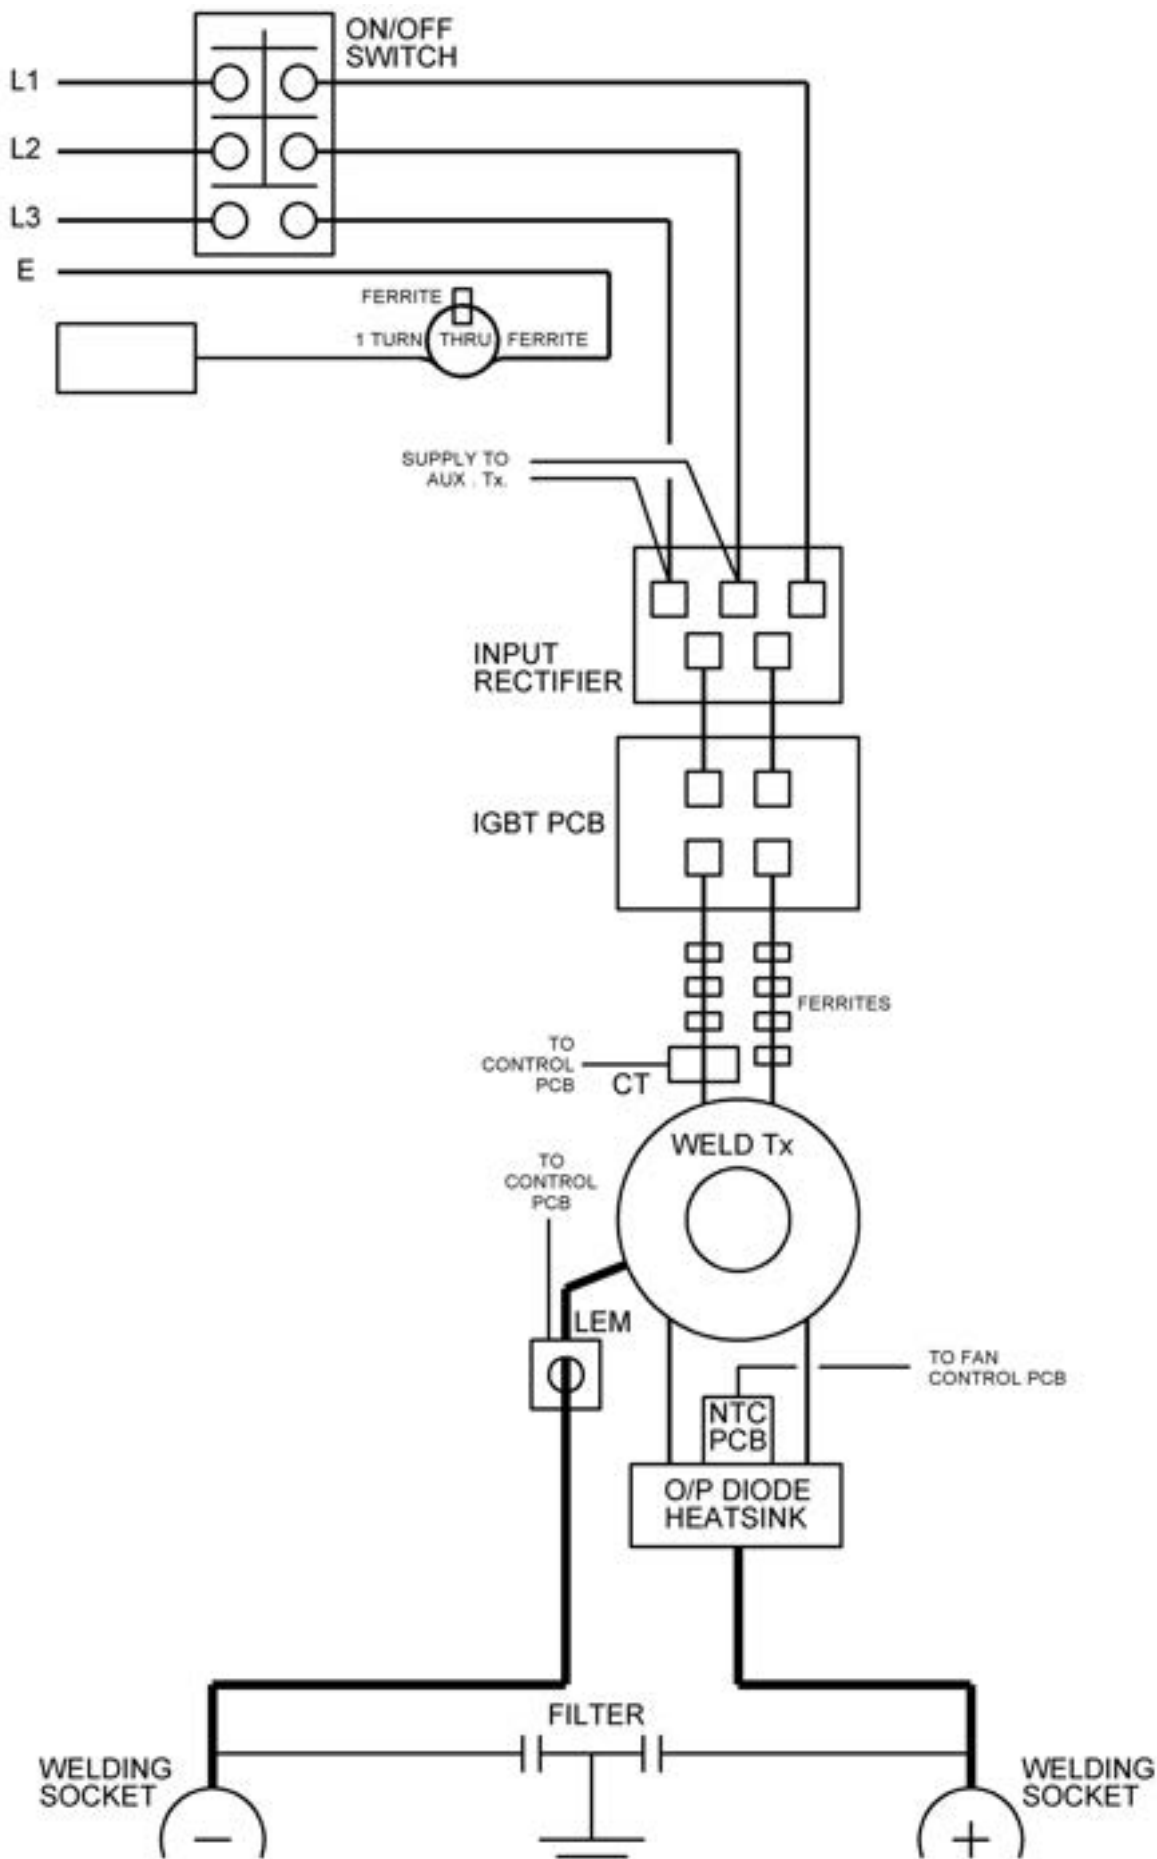 ON/OFF
SWITCH
L1
L2
L3
E
FERRITE
1 TURN THRU FERRITE
SUPPLY TO
AUX . Tx.
INPUT
RECTIFIER
IGBT PCB
FERRITES
TO
CONTROL
PCB
CT
WELD Tx
TO
CONTROL
PCB
LEM
TO FAN
CONTROL PCB
NTC
PCB
O/P DIODE
HEATSINK
FILTER
WELDING
SOCKET
WELDING
SOCKET
− +